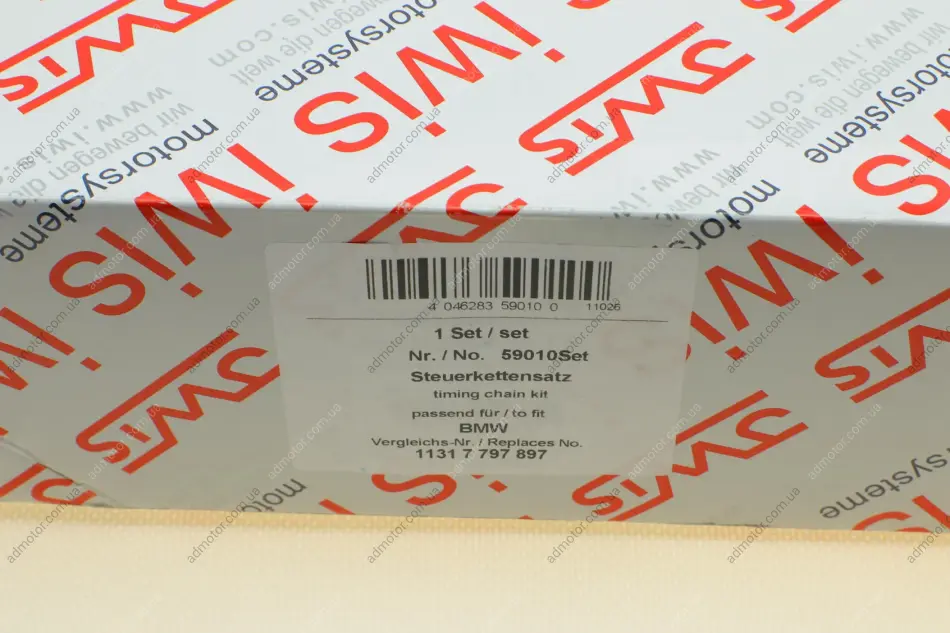 iwis
motorsysteme
wir bewegen die welt
www.iwis.com
4 046283 59010 0 11026
1 Set / set
Nr. / No. 59010Set
Steuerkettensatz
timing chain kit
passend für / to fit
BMW
Vergleichs-Nr. / Replaces No.
1131 7 797 897
admotor.com.ua